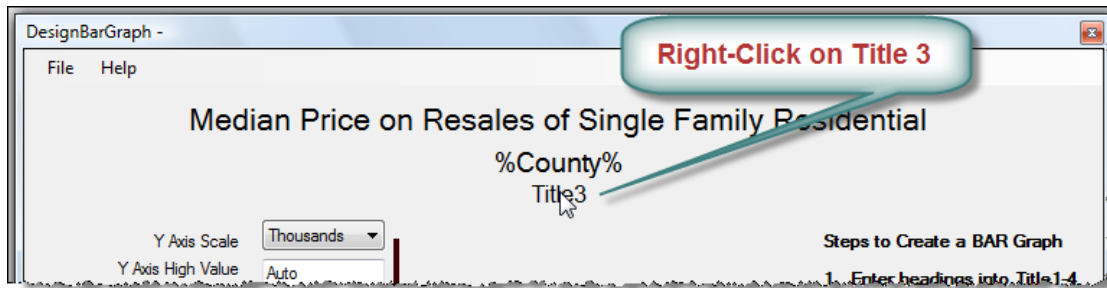 DesignBarGraph -
Right-Click on Title 3
File Help
Median Price on Resales of Single Family Residential
%County%
Title3
Y Axis Scale Thousands
Steps to Create a BAR Graph
Y Axis High Value Auto
1. Enter headings into Title1-4